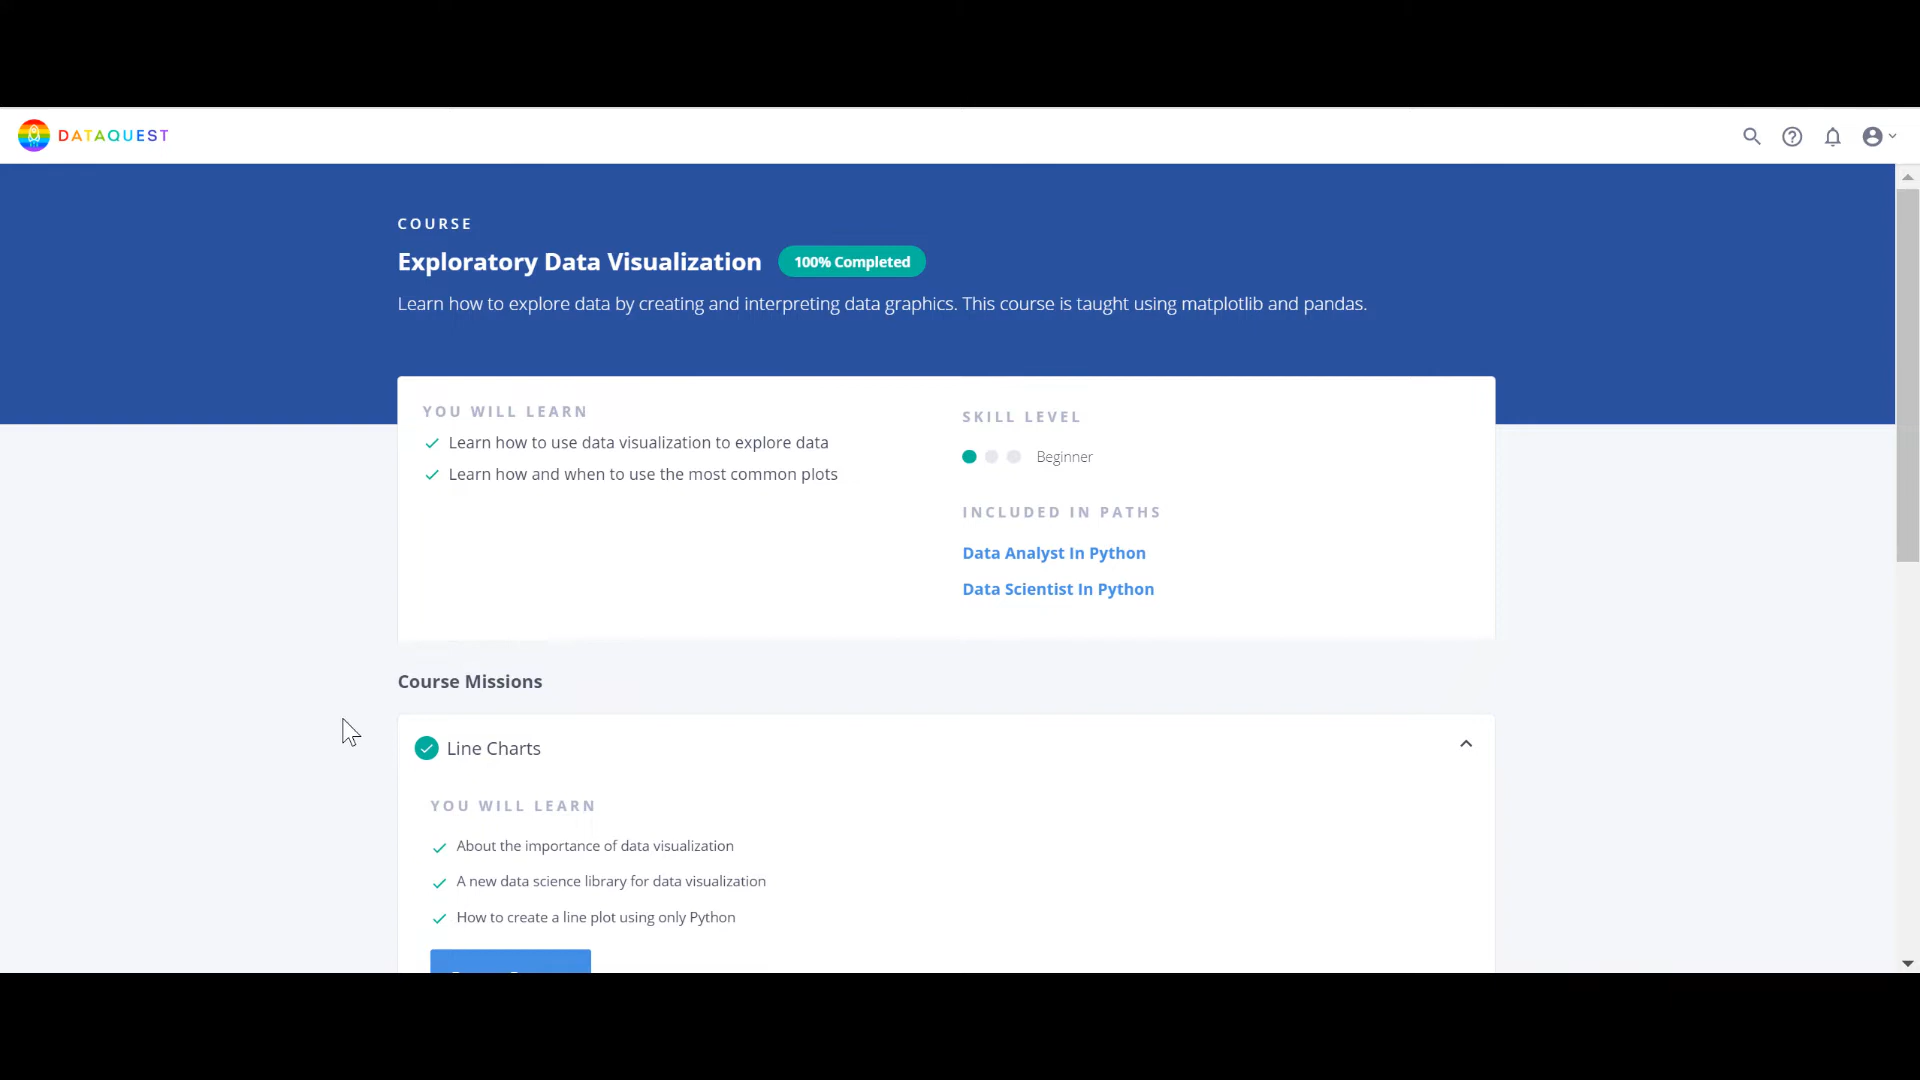 DATAQUEST
COURSE
Exploratory Data Visualization 100% Completed
Learn how to explore data by creating and interpreting data graphics. This course is taught using matplotlib and pandas.
YOU WILL LEARN
Learn how to use data visualization to explore data
Learn how and when to use the most common plots
SKILL LEVEL
Beginner
INCLUDED IN PATHS
Data Analyst In Python
Data Scientist In Python
Course Missions
Line Charts
YOU WILL LEARN
About the importance of data visualization
A new data science library for data visualization
How to create a line plot using only Python